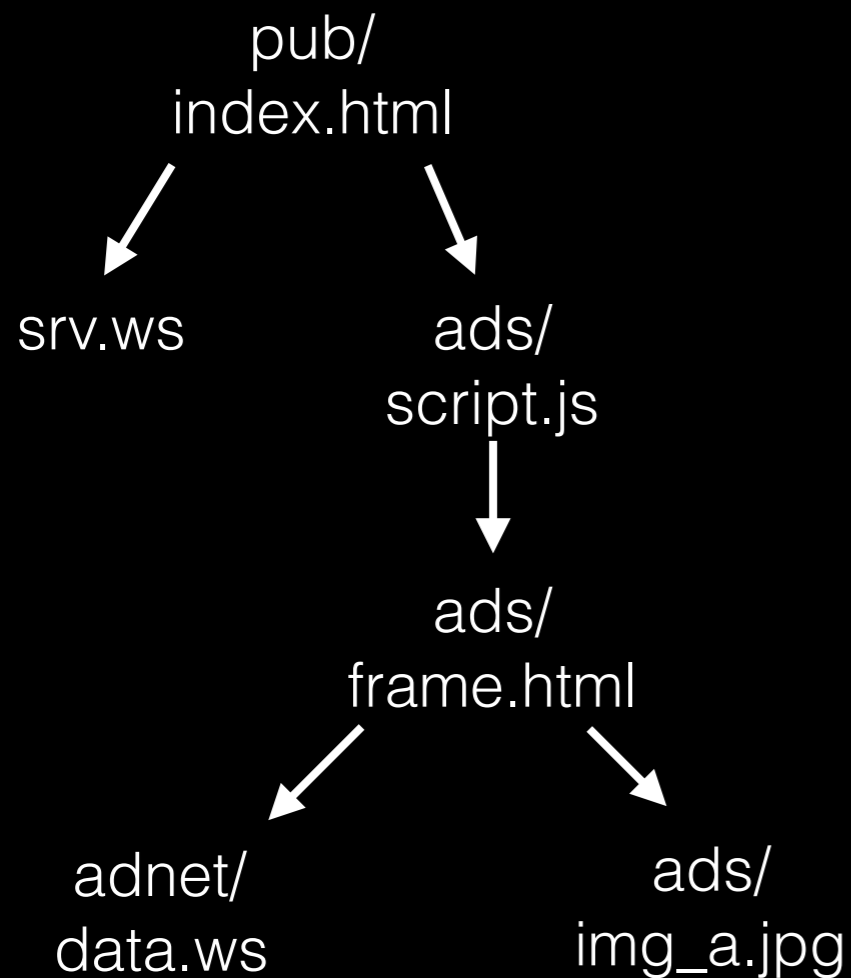 pub/
index.html
srv.ws
ads/
script.js
ads/
frame.html
adnet/
data.ws
ads/
img_a.jpg